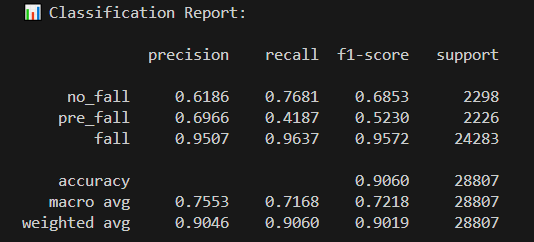 📊 Classification Report:
precision recall f1-score support
no_fall 0.6186 0.7681 0.6853 2298
pre_fall 0.6966 0.4187 0.5230 2226
fall 0.9507 0.9637 0.9572 24283
accuracy 0.9060 28807
macro avg 0.7553 0.7168 0.7218 28807
weighted avg 0.9046 0.9060 0.9019 28807